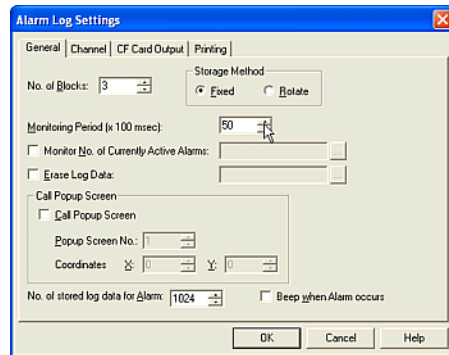 Alarm Log Settings
General Channel CF Card Output Printing
No. of Blocks: 3
Storage Method
Fixed Rotate
Monitoring Period (x 100 msec): 50
Monitor No. of Currently Active Alarms: ...
Erase Log Data: ...
Call Popup Screen
Call Popup Screen
Popup Screen No.: 1
Coordinates X: 0 Y: 0
No. of stored log data for Alarm: 1024 Beep when Alarm occurs
OK Cancel Help